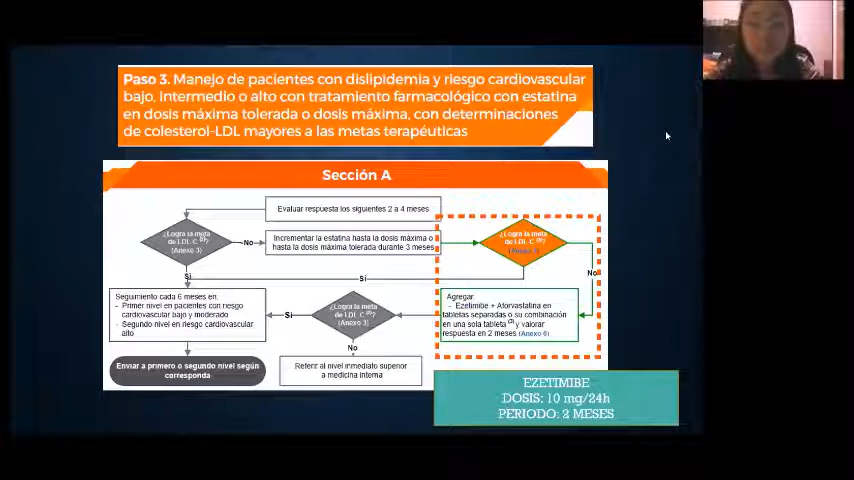 Paso 3. Manejo de pacientes con dislipidemia y riesgo cardiovascular
bajo, intermedio o alto con tratamiento farmacológico con estatina
en dosis máxima tolerada o dosis máxima, con determinaciones
de colesterol-LDL mayores a las metas terapéuticas
Sección A
Evaluar respuesta los siguientes 2 a 4 meses
¿Logra la meta
de LDL-C (2)?
(Anexo 3)
No
Incrementar la estatina hasta la dosis máxima o
hasta la dosis máxima tolerada durante 3 meses
¿Logra la meta
de LDL-C (2)?
(Anexo 3)
No
Sí
Sí
Seguimiento cada 6 meses en:
- Primer nivel en pacientes con riesgo
cardiovascular bajo y moderado
- Segundo nivel en riesgo cardiovascular
alto
Sí
¿Logra la meta
de LDL-C (2)?
(Anexo 3)
Agregar:
- Ezetimibe + Atorvastatina en
tabletas separadas o su combinación
en una sola tableta (3) y valorar
respuesta en 2 meses (Anexo 6)
No
Enviar a primero o segundo nivel según
corresponda
Referir al nivel inmediato superior
a medicina interna
EZETIMIBE
DOSIS: 10 mg/24h
PERIODO: 2 MESES